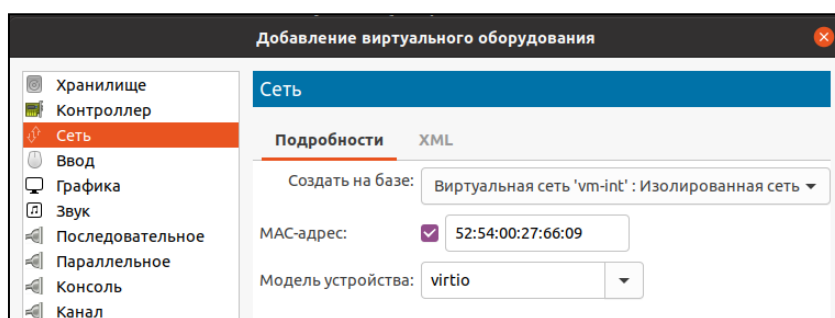 Добавление виртуального оборудования
Хранилище
Контроллер
Сеть
Ввод
Графика
Звук
Последовательное
Параллельное
Консоль
Канал
Сеть
Подробности XML
Создать на базе: Виртуальная сеть 'vm-int' : Изолированная сеть
MAC-адрес: 52:54:00:27:66:09
Модель устройства: virtio